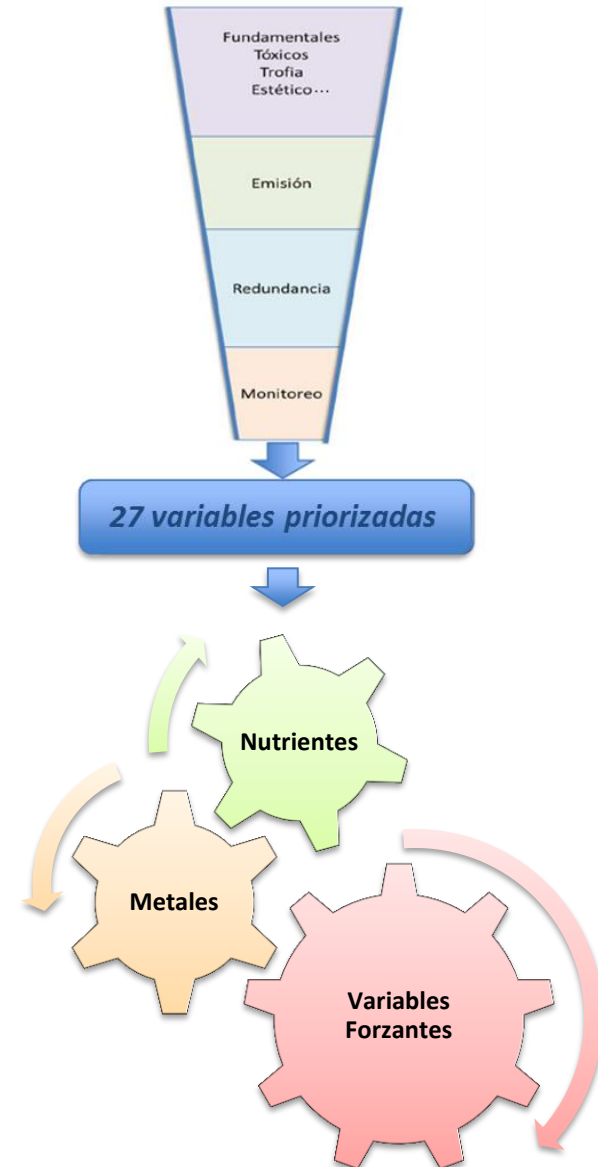 Fundamentales
Tóxicos
Trofia
Estético...
Emisión
Redundancia
Monitoreo
27 variables priorizadas
Nutrientes
Metales
Variables
Forzantes